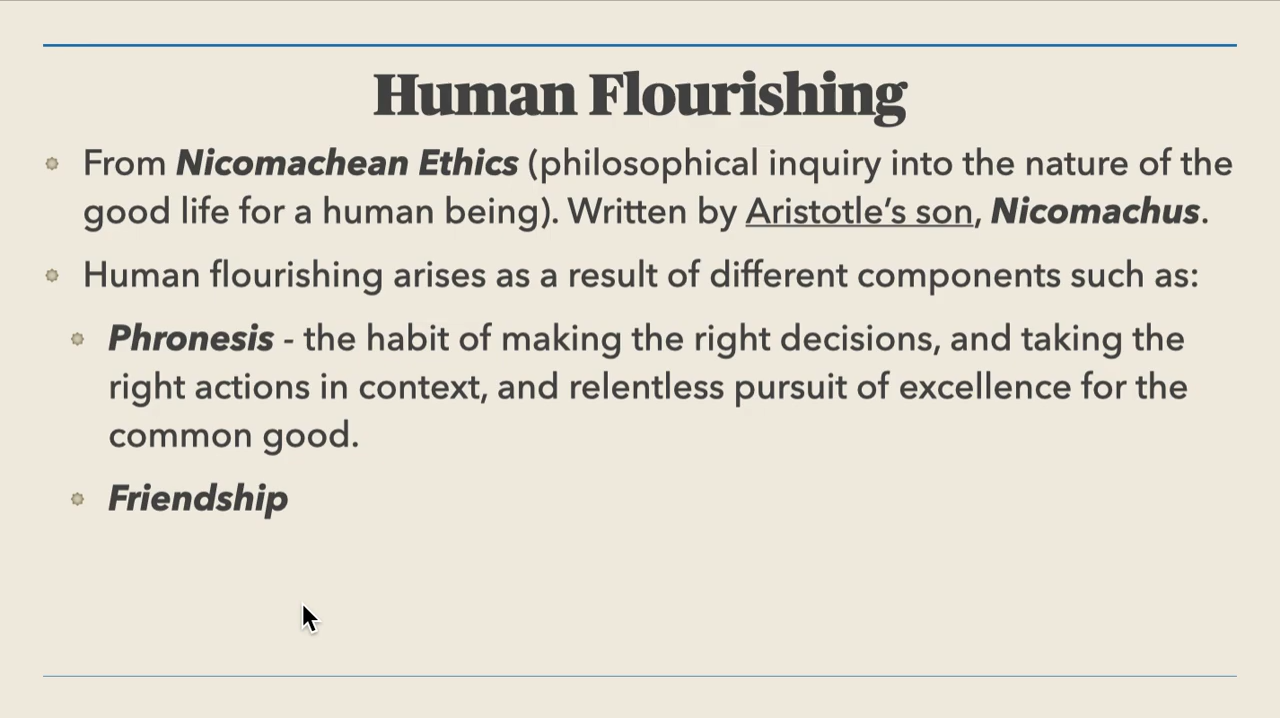 Human Flourishing
From Nicomachean Ethics (philosophical inquiry into the nature of the
good life for a human being). Written by Aristotle’s son, Nicomachus.
Human flourishing arises as a result of different components such as:
Phronesis - the habit of making the right decisions, and taking the
right actions in context, and relentless pursuit of excellence for the
common good.
Friendship